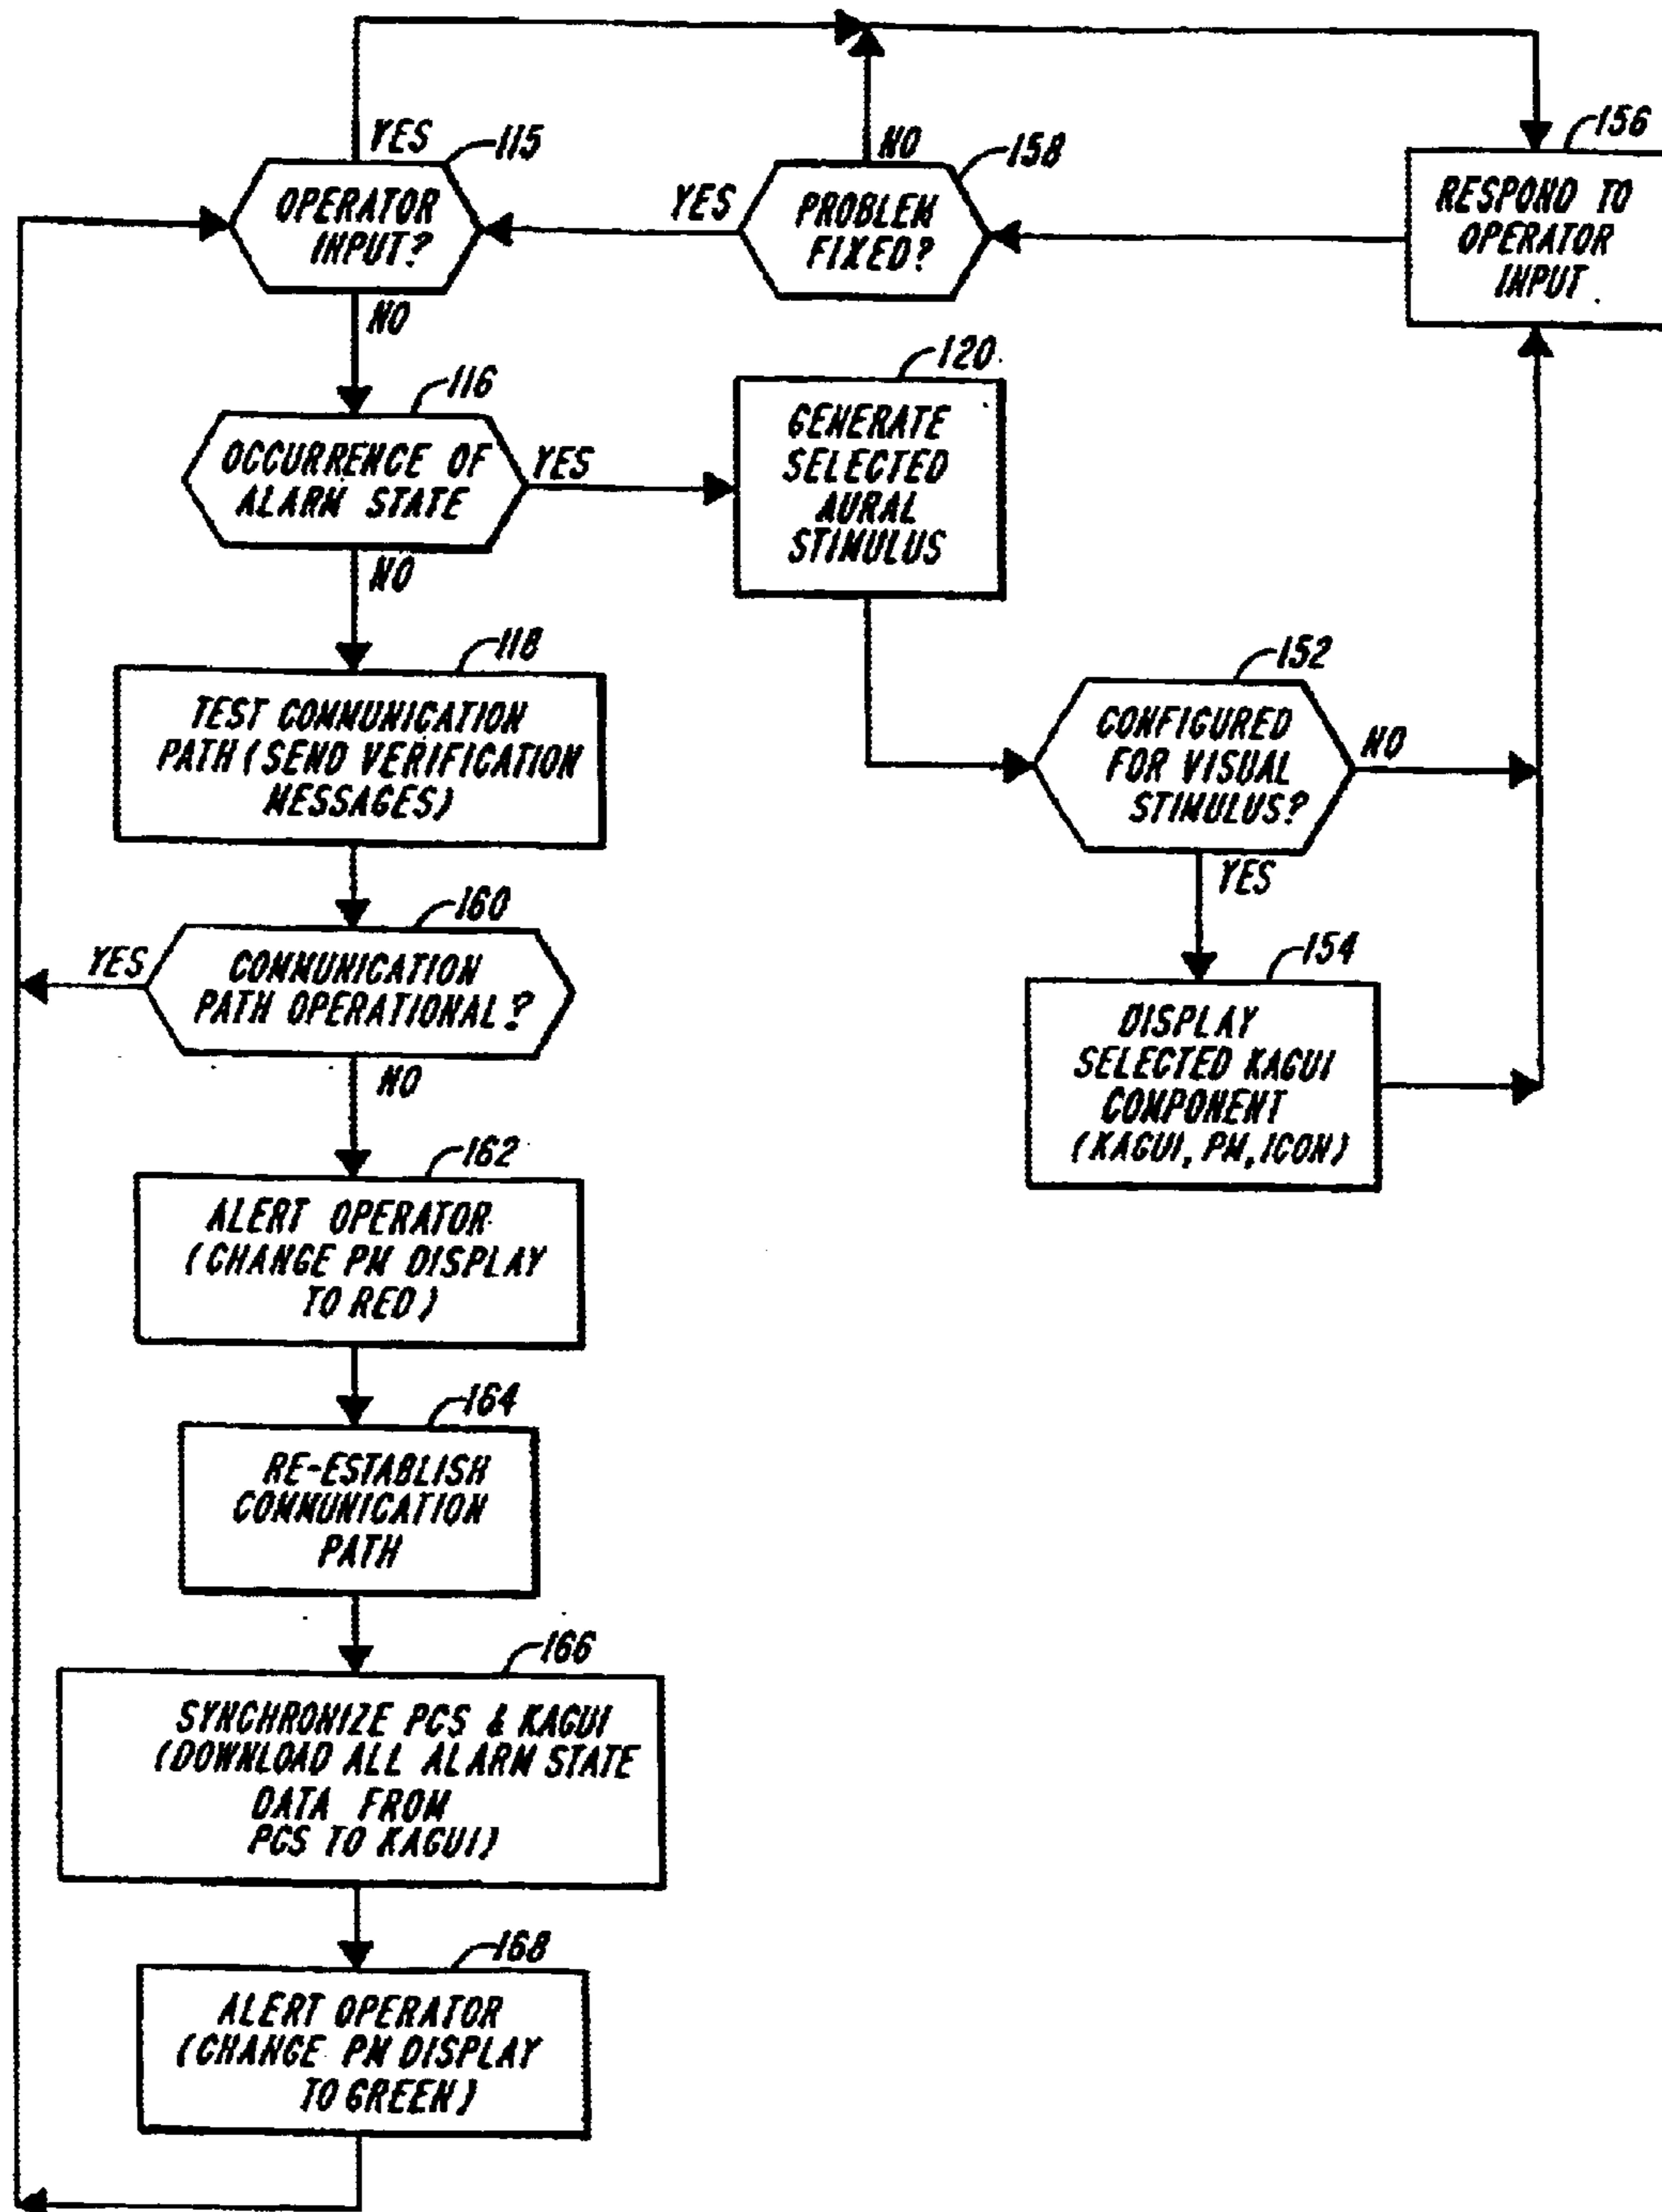 YES
115
OPERATOR
INPUT?
NO
YES
158
NO
PROBLEM
FIXED?
156
RESPOND TO
OPERATOR
INPUT
116
OCCURRENCE OF
ALARM STATE
YES
NO
120
GENERATE
SELECTED
AURAL
STIMULUS
118
TEST COMMUNICATION
PATH (SEND VERIFICATION
MESSAGES)
152
CONFIGURED
FOR VISUAL
STIMULUS?
NO
YES
160
YES
COMMUNICATION
PATH OPERATIONAL?
NO
154
DISPLAY
SELECTED KAGUI
COMPONENT
(KAGUI, PM, ICON)
162
ALERT OPERATOR
(CHANGE PM DISPLAY
TO RED)
164
RE-ESTABLISH
COMMUNICATION
PATH
166
SYNCHRONIZE PCS & KAGUI
(DOWNLOAD ALL ALARM STATE
DATA FROM
PCS TO KAGUI)
168
ALERT OPERATOR
(CHANGE PM DISPLAY
TO GREEN)